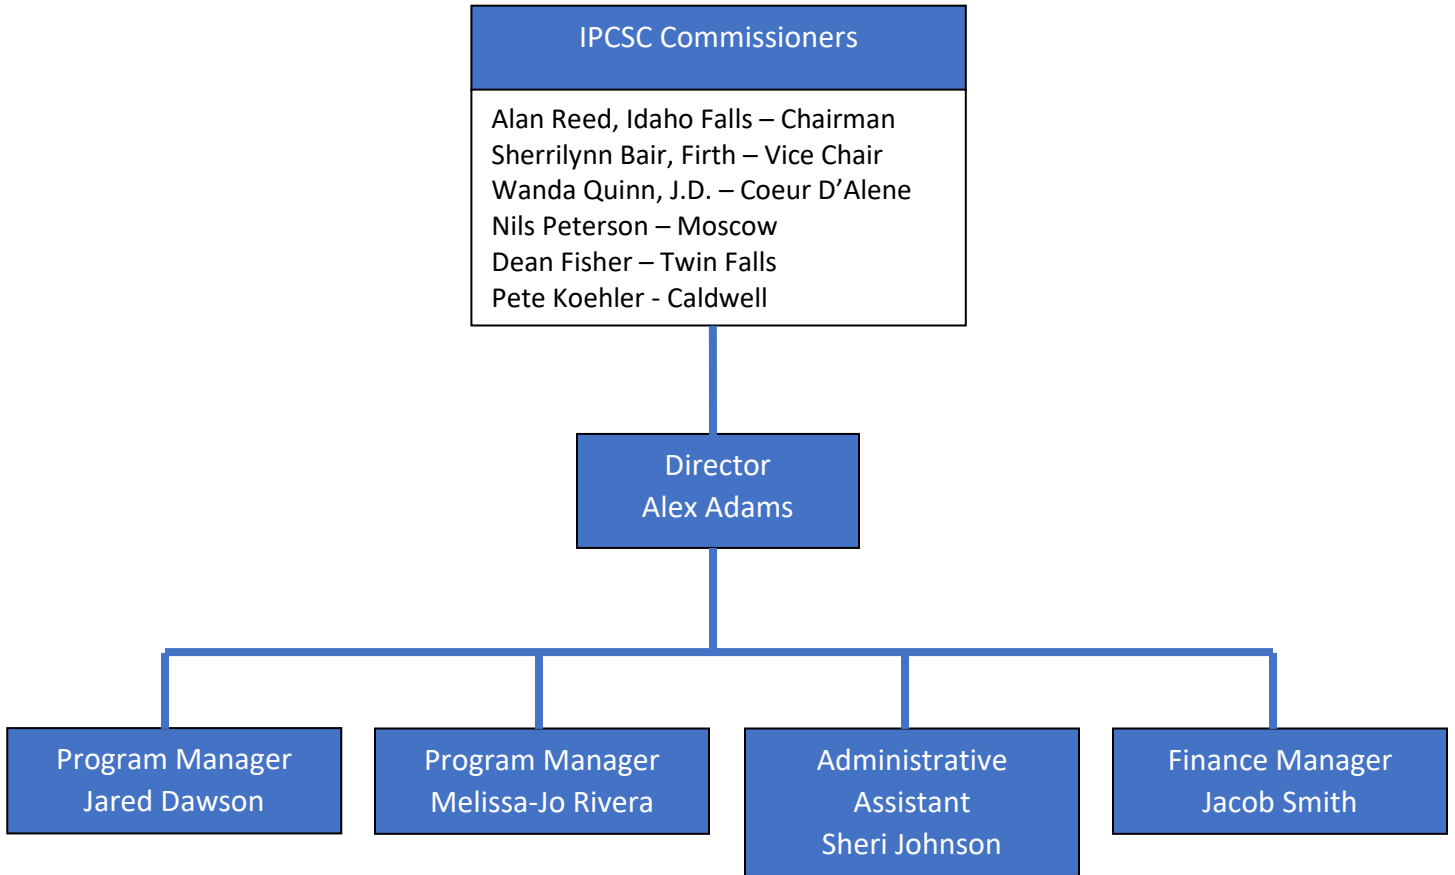 IPCSC Commissioners
Alan Reed, Idaho Falls – Chairman
Sherrilynn Bair, Firth – Vice Chair
Wanda Quinn, J.D. – Coeur D’Alene
Nils Peterson – Moscow
Dean Fisher – Twin Falls
Pete Koehler - Caldwell
Director
Alex Adams
Program Manager
Jared Dawson
Program Manager
Melissa-Jo Rivera
Administrative
Assistant
Sheri Johnson
Finance Manager
Jacob Smith